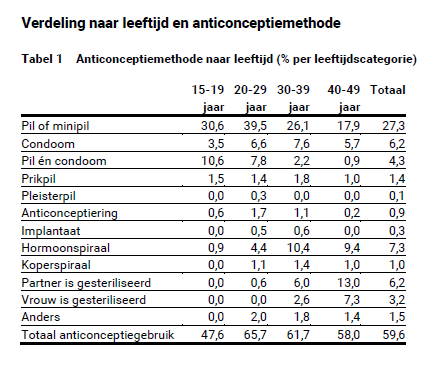 Verdeling naar leeftijd en anticonceptiemethode
Tabel 1 Anticonceptiemethode naar leeftijd (% per leeftijdscategorie)
15-19 20-29 30-39 40-49 Totaal
jaar jaar jaar jaar
Pil of minipil 30,6 39,5 26,1 17,9 27,3
Condoom 3,5 6,6 7,6 5,7 6,2
Pil én condoom 10,6 7,8 2,2 0,9 4,3
Prikpil 1,5 1,4 1,8 1,0 1,4
Pleisterpil 0,0 0,3 0,0 0,0 0,1
Anticonceptiering 0,6 1,7 1,1 0,2 0,9
Implantaat 0,0 0,5 0,6 0,0 0,3
Hormoonspiraal 0,9 4,4 10,4 9,4 7,3
Koperspiraal 0,0 1,1 1,4 1,0 1,0
Partner is gesteriliseerd 0,0 0,6 6,0 13,0 6,2
Vrouw is gesteriliseerd 0,0 0,0 2,6 7,3 3,2
Anders 0,0 2,0 1,8 1,4 1,5
Totaal anticonceptiegebruik 47,6 65,7 61,7 58,0 59,6